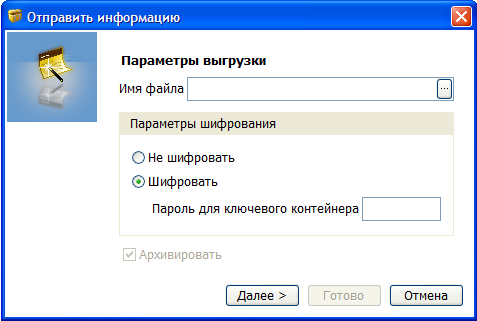 Отправить информацию
Параметры выгрузки
Имя файла
...
Параметры шифрования
Не шифровать
Шифровать
Пароль для ключевого контейнера
Архивировать
Далее > Готово Отмена